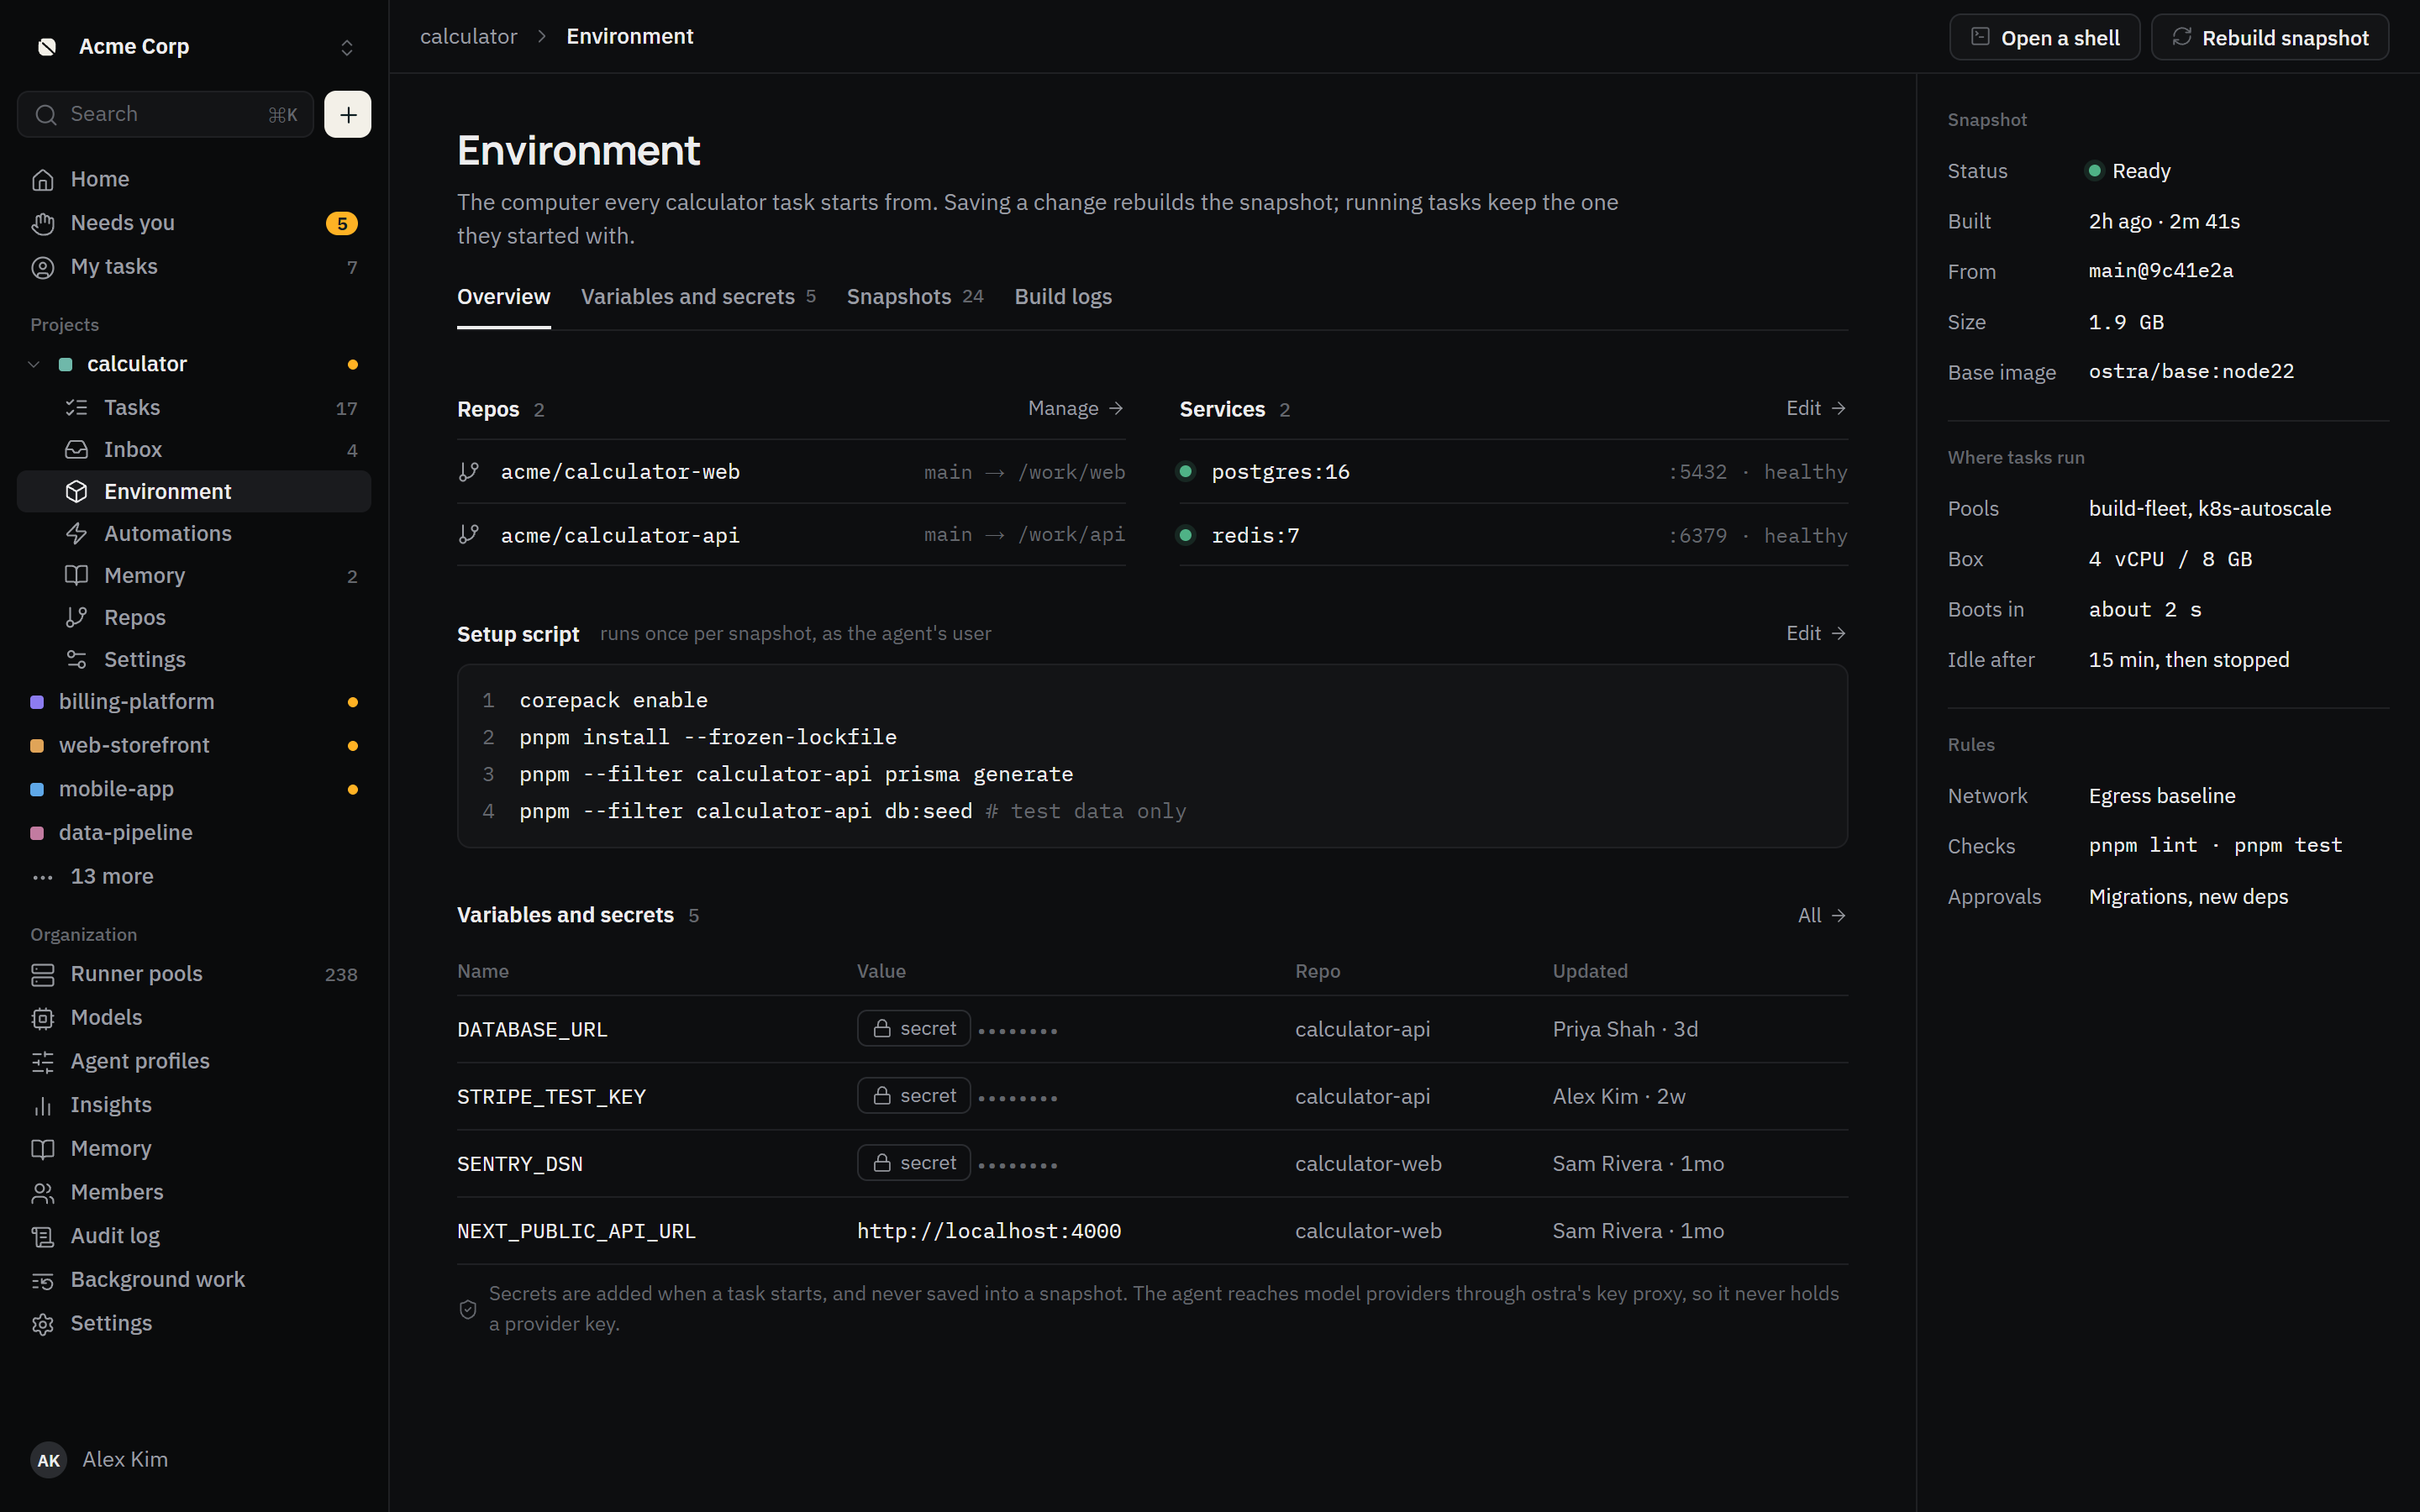 Acme Corp
Search ⌘K
Home
Needs you 5
My tasks 7
Projects
calculator
Tasks 17
Inbox 4
Environment
Automations
Memory 2
Repos
Settings
billing-platform
web-storefront
mobile-app
data-pipeline
13 more
Organization
Runner pools 238
Models
Agent profiles
Insights
Memory
Members
Audit log
Background work
Settings
AK Alex Kim
calculator > Environment
Open a shell
Rebuild snapshot
Environment
The computer every calculator task starts from. Saving a change rebuilds the snapshot; running tasks keep the one
they started with.
Overview Variables and secrets 5 Snapshots 24 Build logs
Repos 2 Manage →
acme/calculator-web main → /work/web
acme/calculator-api main → /work/api
Services 2 Edit →
postgres:16 :5432 · healthy
redis:7 :6379 · healthy
Setup script runs once per snapshot, as the agent's user Edit →
1 corepack enable
2 pnpm install --frozen-lockfile
3 pnpm --filter calculator-api prisma generate
4 pnpm --filter calculator-api db:seed # test data only
Variables and secrets 5 All →
Name Value Repo Updated
DATABASE_URL secret •••••••• calculator-api Priya Shah · 3d
STRIPE_TEST_KEY secret •••••••• calculator-api Alex Kim · 2w
SENTRY_DSN secret •••••••• calculator-web Sam Rivera · 1mo
NEXT_PUBLIC_API_URL http://localhost:4000 calculator-web Sam Rivera · 1mo
Secrets are added when a task starts, and never saved into a snapshot. The agent reaches model providers through ostra's key proxy, so it never holds
a provider key.
Snapshot
Status Ready
Built 2h ago · 2m 41s
From main@9c41e2a
Size 1.9 GB
Base image ostra/base:node22
Where tasks run
Pools build-fleet, k8s-autoscale
Box 4 vCPU / 8 GB
Boots in about 2 s
Idle after 15 min, then stopped
Rules
Network Egress baseline
Checks pnpm lint · pnpm test
Approvals Migrations, new deps